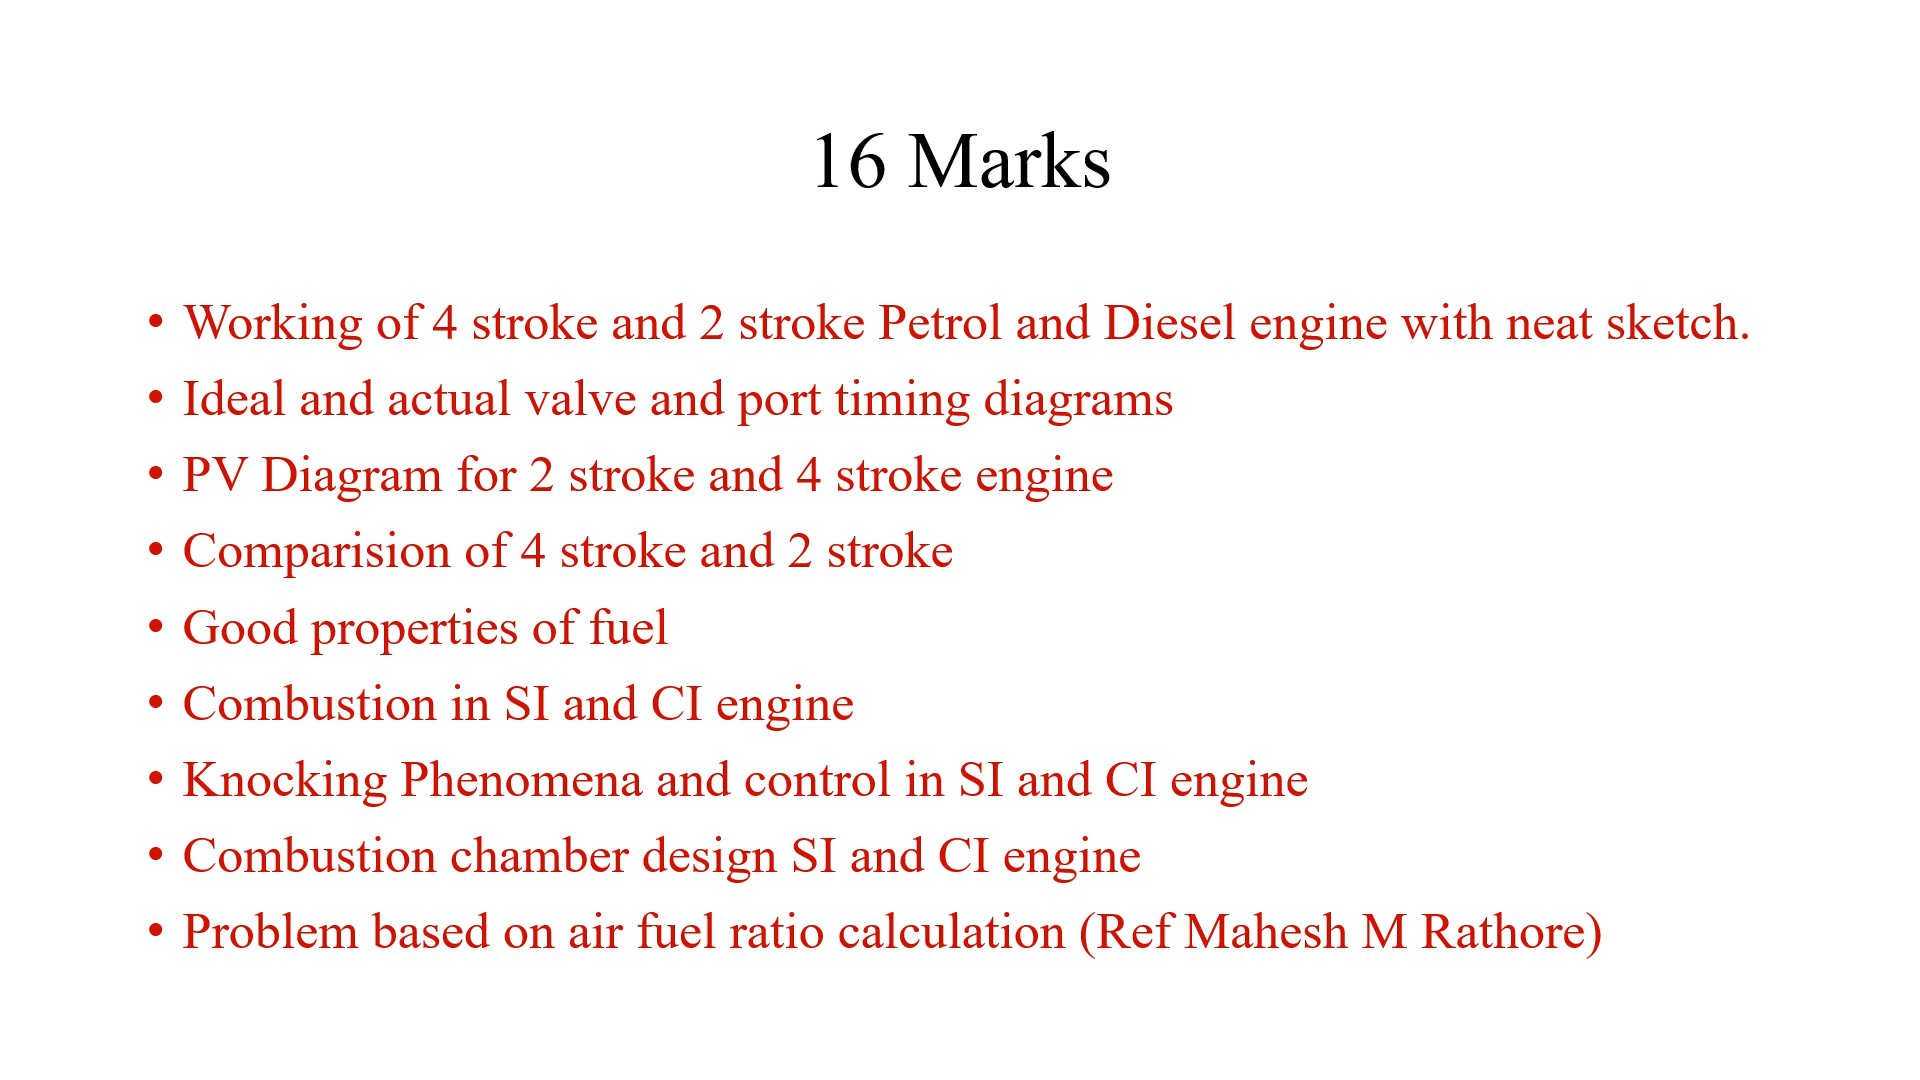 16 Marks
• Working of 4 stroke and 2 stroke Petrol and Diesel engine with neat sketch.
• Ideal and actual valve and port timing diagrams
• PV Diagram for 2 stroke and 4 stroke engine
• Comparision of 4 stroke and 2 stroke
• Good properties of fuel
• Combustion in SI and CI engine
• Knocking Phenomena and control in SI and CI engine
• Combustion chamber design SI and CI engine
• Problem based on air fuel ratio calculation (Ref Mahesh M Rathore)